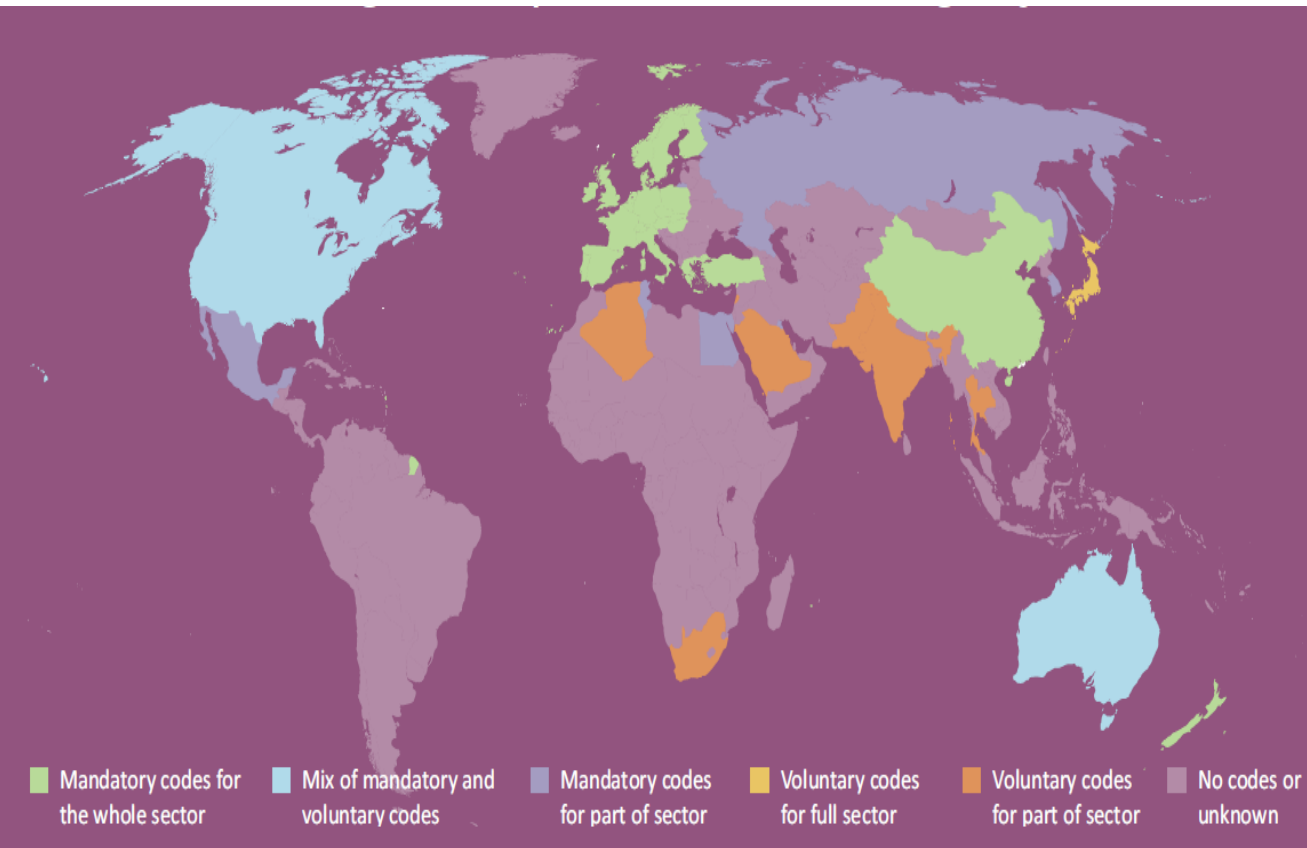 Mandatory codes for
the whole sector
Mix of mandatory and
voluntary codes
Mandatory codes
for part of sector
Voluntary codes
for full sector
Voluntary codes
for part of sector
No codes or
unknown